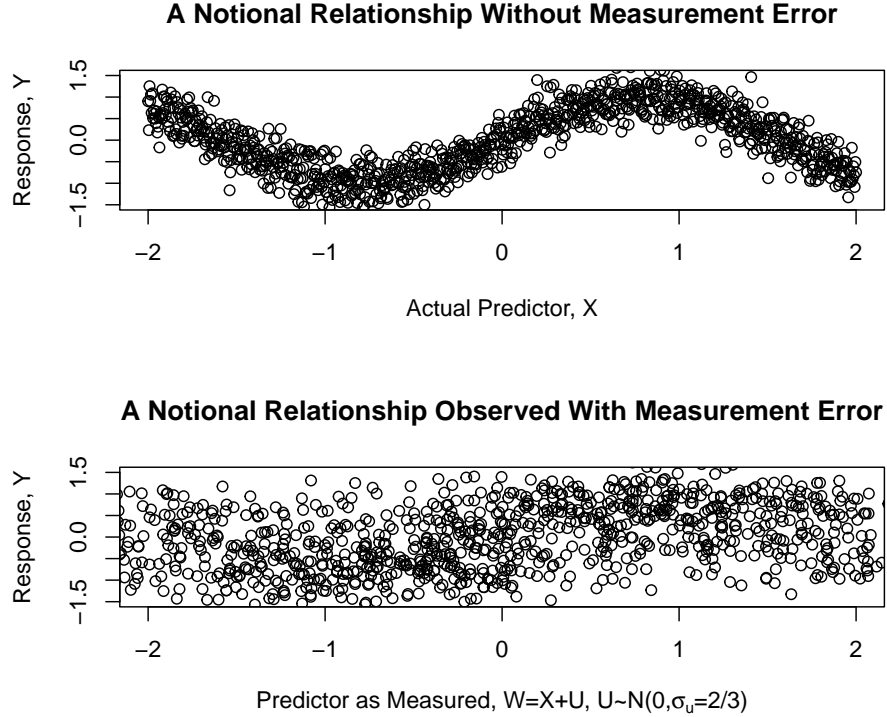 A Notional Relationship Without Measurement Error
Response, Y
1.5
0.0
−1.5
−2
−1
0
1
2
Actual Predictor, X
A Notional Relationship Observed With Measurement Error
Response, Y
1.5
0.0
−1.5
−2
−1
0
1
2
Predictor as Measured, W=X+U, U~N(0,σu=2/3)